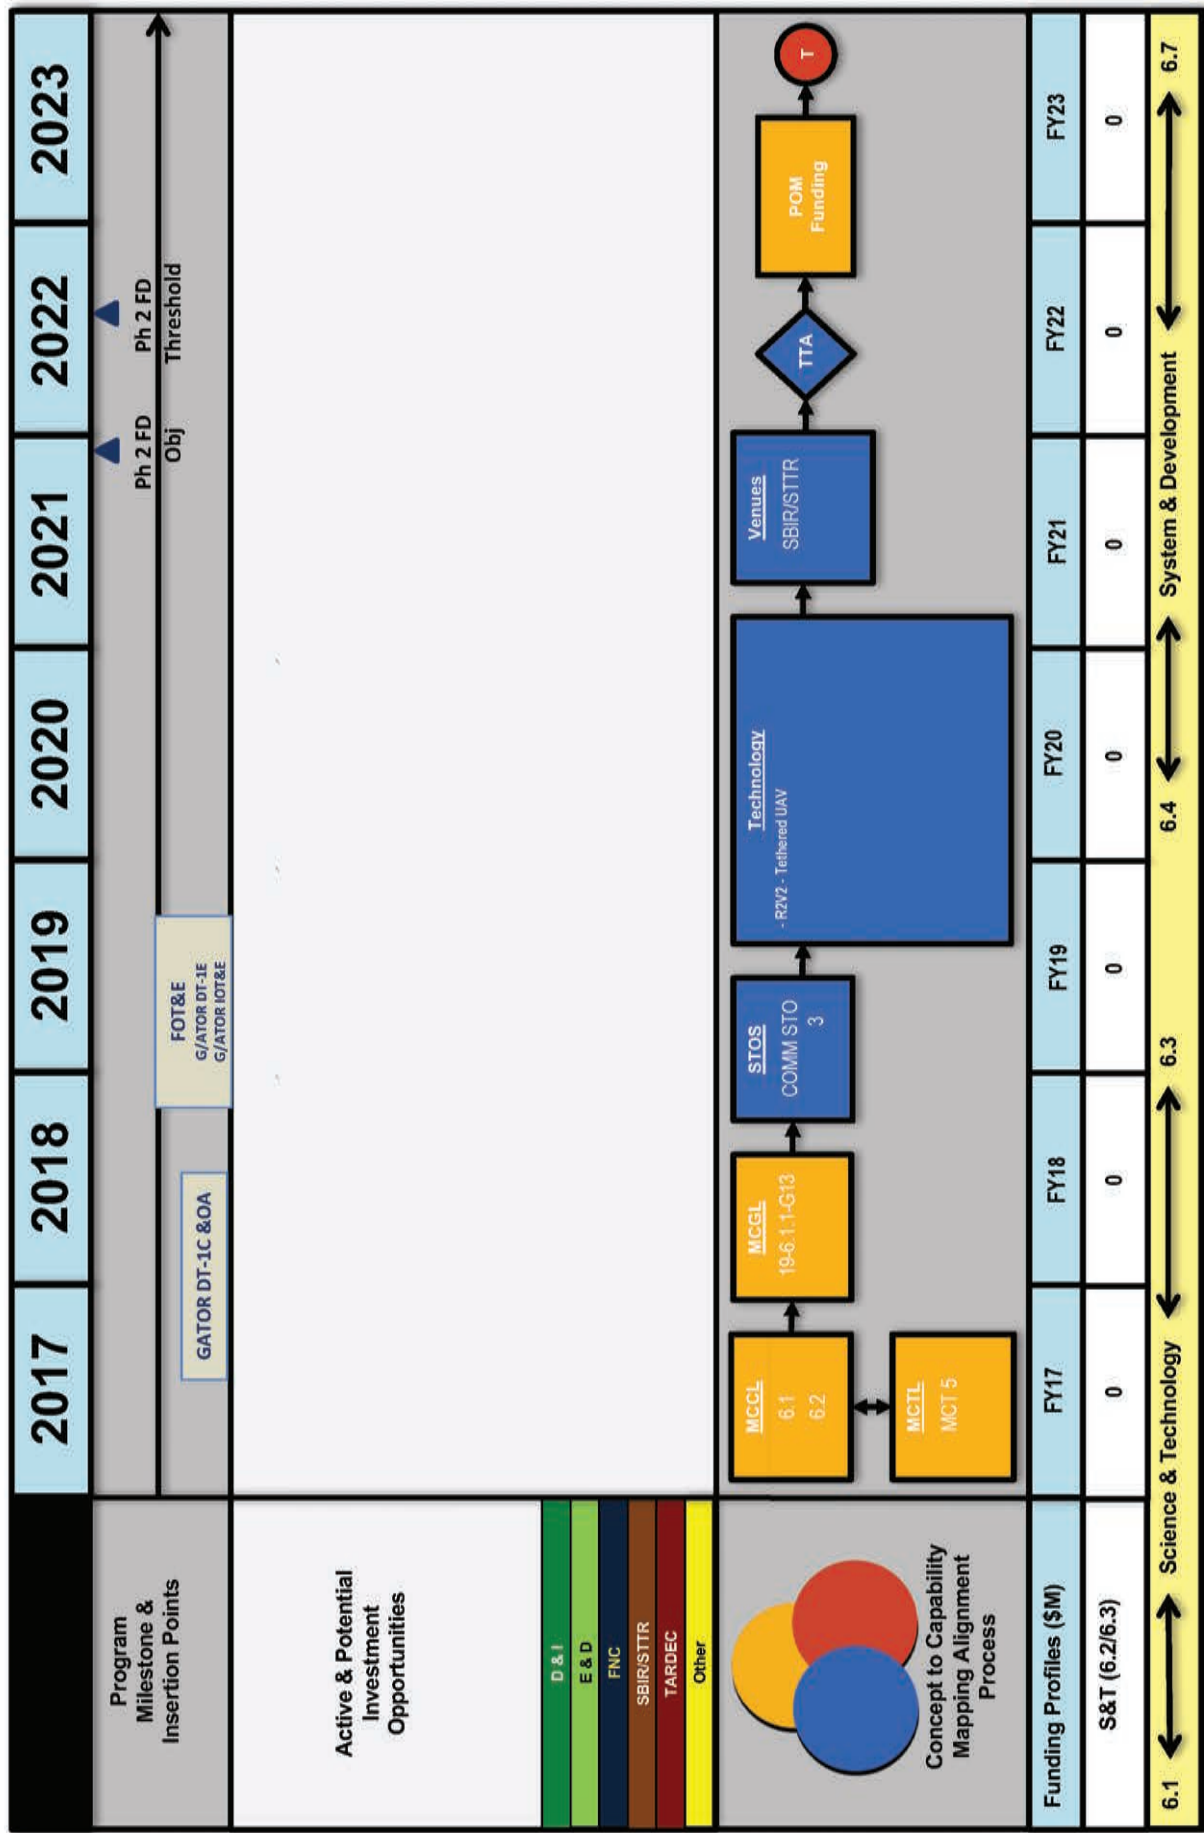 2017
2018
2019
2020
2021
2022
2023
Program
Milestone &
Insertion Points
GATOR DT-1C &OA
FOT&E
G/ATOR DT-1E
G/ATOR IOT&E
Ph 2 FD
Obj
Ph 2 FD
Threshold
Active & Potential
Investment
Opportunities
D & I
E & D
FNC
SBIR/STTR
TARDEC
Other
Concept to Capability
Mapping Alignment
Process
MCCL
6.1
6.2
MCTL
MCT 5
MCGL
19-6.1.1-G13
STOS
COMM STO
3
Technology
- R2V2 - Tethered UAV
Venues
SBIR/STTR
TTA
POM
Funding
T
Funding Profiles ($M)
FY17
FY18
FY19
FY20
FY21
FY22
FY23
S&T (6.2/6.3)
0
0
0
0
0
0
0
6.1
Science & Technology
6.3
6.4
System & Development
6.7